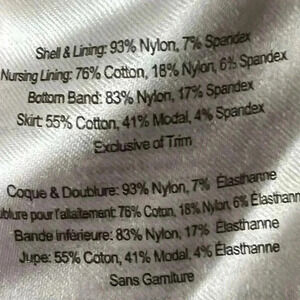 Shell & Lining: 93% Nylon, 7% Spandex
Nursing Lining: 76% Cotton, 18% Nylon, 6% Spandex
Bottom Band: 83% Nylon, 17% Spandex
Skirt: 55% Cotton, 41% Modal, 4% Spandex
Exclusive of Trim
Coque & Doublure: 93% Nylon, 7% Élasthanne
ublure pour l'allaitement: 76% Coton, 18% Nylon, 6% Élasthann
Bande inférieure: 83% Nylon, 17% Élasthanne
Jupe: 55% Coton, 41% Modal, 4% Élasthanne
Sans Garniture